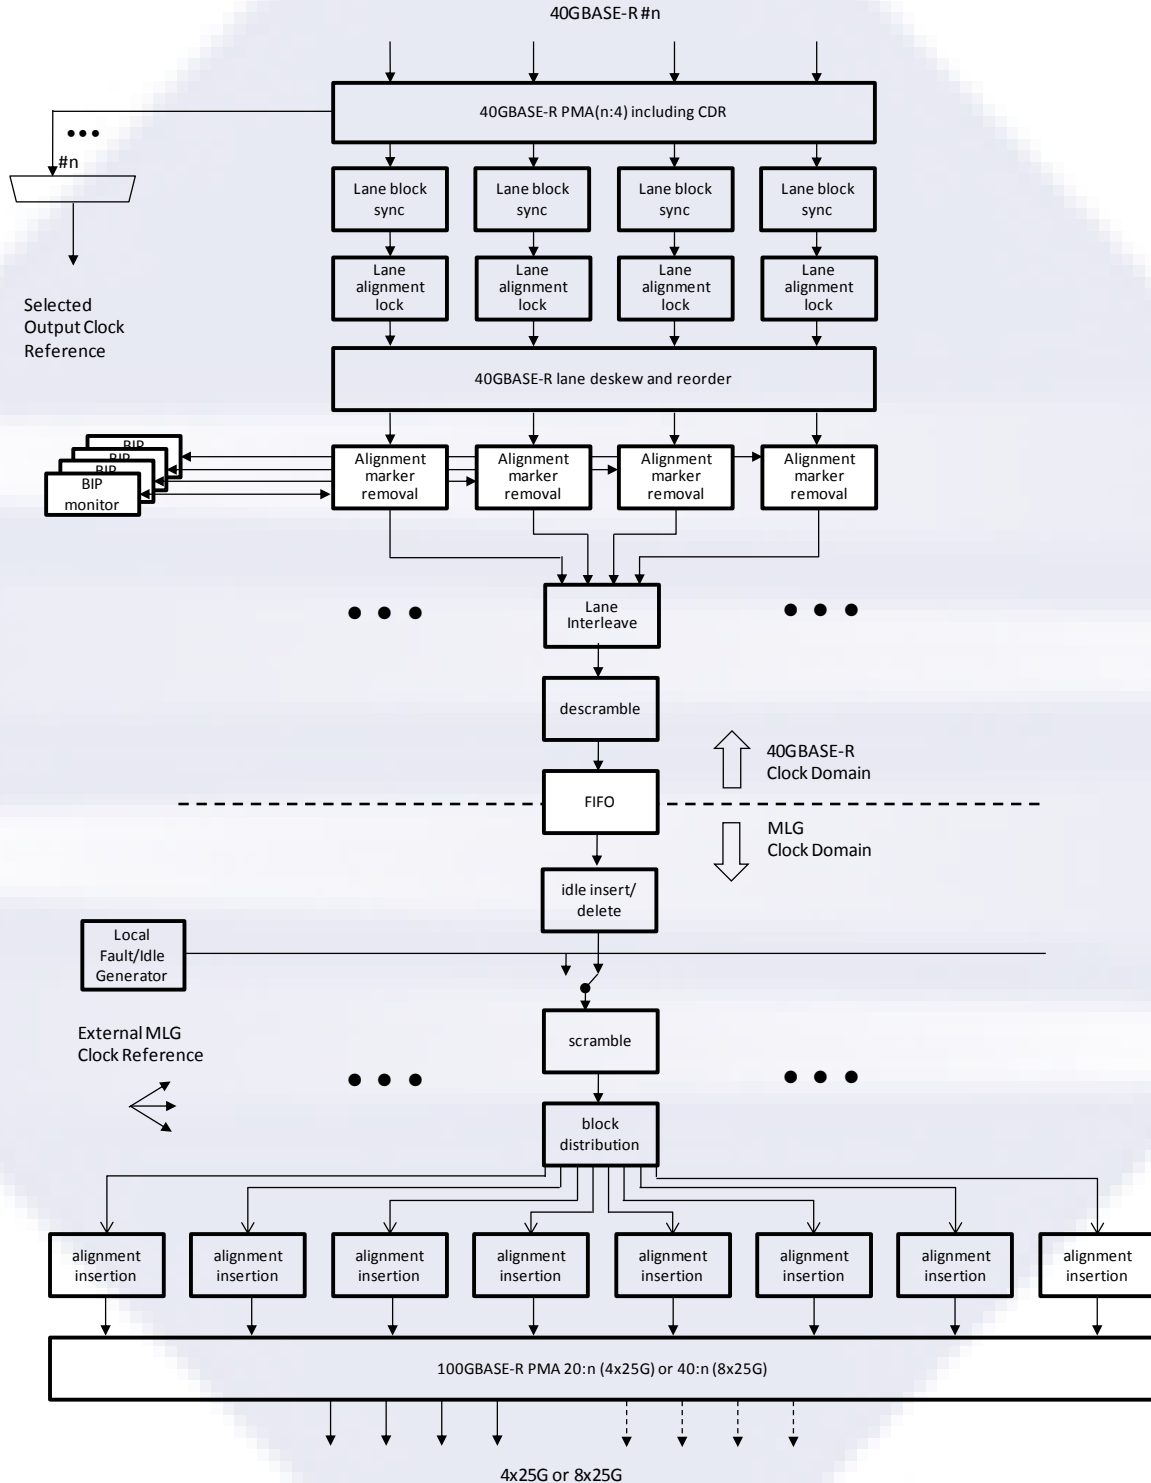 40GBASE-R #n
40GBASE-R PMA(n:4) including CDR
#n
Lane block
sync
Lane block
sync
Lane block
sync
Lane block
sync
Lane
alignment
lock
Lane
alignment
lock
Lane
alignment
lock
Lane
alignment
lock
Selected
Output Clock
Reference
40GBASE-R lane deskew and reorder
BIP
BIP
BIP
BIP
monitor
Alignment
marker
removal
Alignment
marker
removal
Alignment
marker
removal
Alignment
marker
removal
Lane
Interleave
descramble
40GBASE-R
Clock Domain
FIFO
MLG
Clock Domain
idle insert/
delete
Local
Fault/Idle
Generator
External MLG
Clock Reference
scramble
block
distribution
alignment
insertion
alignment
insertion
alignment
insertion
alignment
insertion
alignment
insertion
alignment
insertion
alignment
insertion
alignment
insertion
100GBASE-R PMA 20:n (4x25G) or 40:n (8x25G)
4x25G or 8x25G